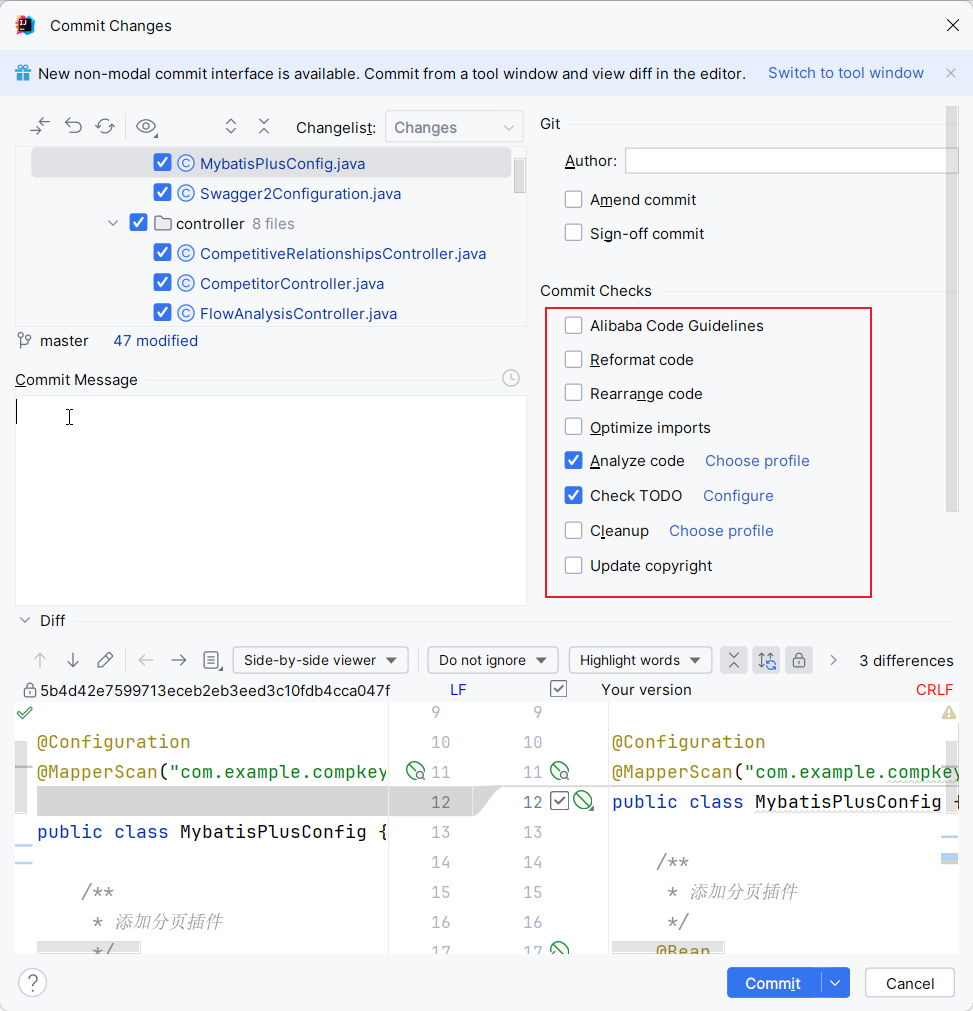 Commit Changes
New non-modal commit interface is available. Commit from a tool window and view diff in the editor. Switch to tool window
Changelist: Changes
MybatisPlusConfig.java
Swagger2Configuration.java
controller 8 files
CompetitiveRelationshipsController.java
CompetitorController.java
FlowAnalysisController.java
master 47 modified
Commit Message
Git
Author:
Amend commit
Sign-off commit
Commit Checks
Alibaba Code Guidelines
Reformat code
Rearrange code
Optimize imports
Analyze code Choose profile
Check TODO Configure
Cleanup Choose profile
Update copyright
Diff
Side-by-side viewer Do not ignore Highlight words 3 differences
5b4d42e7599713eceb2eb3eed3c10fdb4cca047f LF Your version CRLF
9 9
@Configuration 10 10 @Configuration
@MapperScan("com.example.compkey 11 11 @MapperScan("com.example.compkey
12 12 public class MybatisPlusConfig {
public class MybatisPlusConfig { 13 13
14 14 /**
/** 15 15 * 添加分页插件
* 添加分页插件 16 16 */
*/ 17 17 @Bean
? Commit Cancel